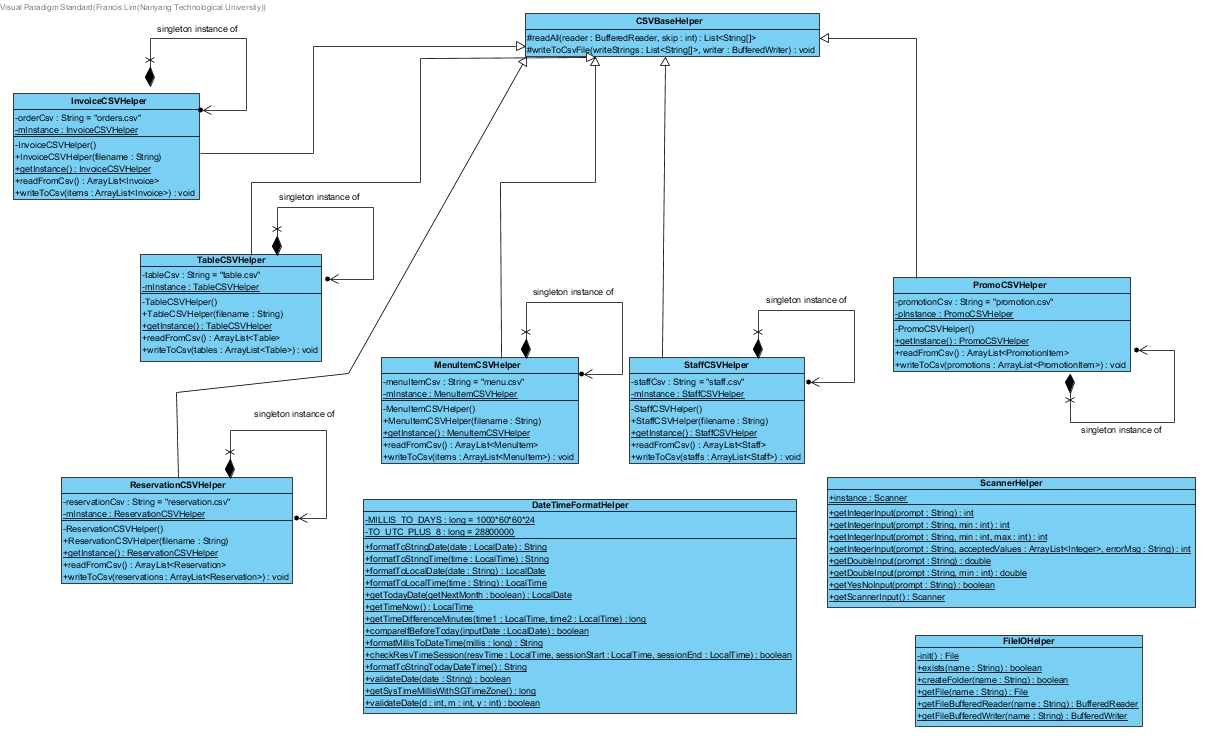 Visual Paradigm Standard(Francis Lim(Nanyang Technological University))
CSVBaseHelper
#readAll(reader : BufferedReader, skip : int) : List<String[]>
#writeToCsvFile(writeStrings : List<String[]>, writer : BufferedWriter) : void
singleton instance of
InvoiceCSVHelper
-orderCsv : String = "orders.csv"
-mInstance : InvoiceCSVHelper
-InvoiceCSVHelper()
+InvoiceCSVHelper(filename : String)
+getInstance() : InvoiceCSVHelper
+readFromCsv() : ArrayList<Invoice>
+writeToCsv(items : ArrayList<Invoice>) : void
singleton instance of
TableCSVHelper
-tableCsv : String = "table.csv"
-mInstance : TableCSVHelper
-TableCSVHelper()
+TableCSVHelper(filename : String)
+getInstance() : TableCSVHelper
+readFromCsv() : ArrayList<Table>
+writeToCsv(tables : ArrayList<Table>) : void
singleton instance of
MenuItemCSVHelper
-menuItemCsv : String = "menu.csv"
-mInstance : MenuItemCSVHelper
-MenuItemCSVHelper()
+MenuItemCSVHelper(filename : String)
+getInstance() : MenuItemCSVHelper
+readFromCsv() : ArrayList<MenuItem>
+writeToCsv(items : ArrayList<MenuItem>) : void
singleton instance of
StaffCSVHelper
-staffCsv : String = "staff.csv"
-mInstance : StaffCSVHelper
-StaffCSVHelper()
+StaffCSVHelper(filename : String)
+getInstance() : StaffCSVHelper
+readFromCsv() : ArrayList<Staff>
+writeToCsv(staffs : ArrayList<Staff>) : void
PromoCSVHelper
-promotionCsv : String = "promotion.csv"
-pInstance : PromoCSVHelper
-PromoCSVHelper()
+getInstance() : PromoCSVHelper
+readFromCsv() : ArrayList<PromotionItem>
+writeToCsv(promotions : ArrayList<PromotionItem>) : void
singleton instance of
singleton instance of
ReservationCSVHelper
-reservationCsv : String = "reservation.csv"
-mInstance : ReservationCSVHelper
-ReservationCSVHelper()
+ReservationCSVHelper(filename : String)
+getInstance() : ReservationCSVHelper
+readFromCsv() : ArrayList<Reservation>
+writeToCsv(reservations : ArrayList<Reservation>) : void
DateTimeFormatHelper
-MILLIS_TO_DAYS : long = 1000*60*60*24
-TO_UTC_PLUS_8 : long = 28800000
+formatToStringDate(date : LocalDate) : String
+formatToStringTime(time : LocalTime) : String
+formatToLocalDate(date : String) : LocalDate
+formatToLocalTime(time : String) : LocalTime
+getTodayDate(getNextMonth : boolean) : LocalDate
+getTimeNow() : LocalTime
+getTimeDifferenceMinutes(time1 : LocalTime, time2 : LocalTime) : long
+compareIfBeforeToday(inputDate : LocalDate) : boolean
+formatMillisToDateTime(millis : long) : String
+checkResvTimeSession(resvTime : LocalTime, sessionStart : LocalTime, sessionEnd : LocalTime) : boolean
+formatToStringTodayDateTime() : String
+validateDate(date : String) : boolean
+getSysTimeMillisWithSGTimeZone() : long
+validateDate(d : int, m : int, y : int) : boolean
ScannerHelper
+instance : Scanner
+getIntegerInput(prompt : String) : int
+getIntegerInput(prompt : String, min : int) : int
+getIntegerInput(prompt : String, min : int, max : int) : int
+getIntegerInput(prompt : String, acceptedValues : ArrayList<Integer>, errorMsg : String) : int
+getDoubleInput(prompt : String) : double
+getDoubleInput(prompt : String, min : int) : double
+getYesNoInput(prompt : String) : boolean
+getScannerInput() : Scanner
FileIOHelper
-init() : File
+exists(name : String) : boolean
+createFolder(name : String) : boolean
+getFile(name : String) : File
+getFileBufferedReader(name : String) : BufferedReader
+getFileBufferedWriter(name : String) : BufferedWriter